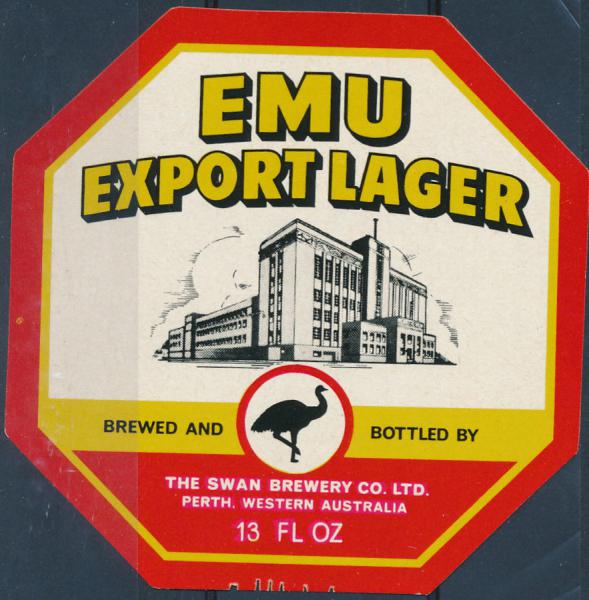 EMU
EXPORT LAGER
BREWED AND BOTTLED BY
THE SWAN BREWERY CO. LTD.
PERTH, WESTERN AUSTRALIA
13 FL OZ